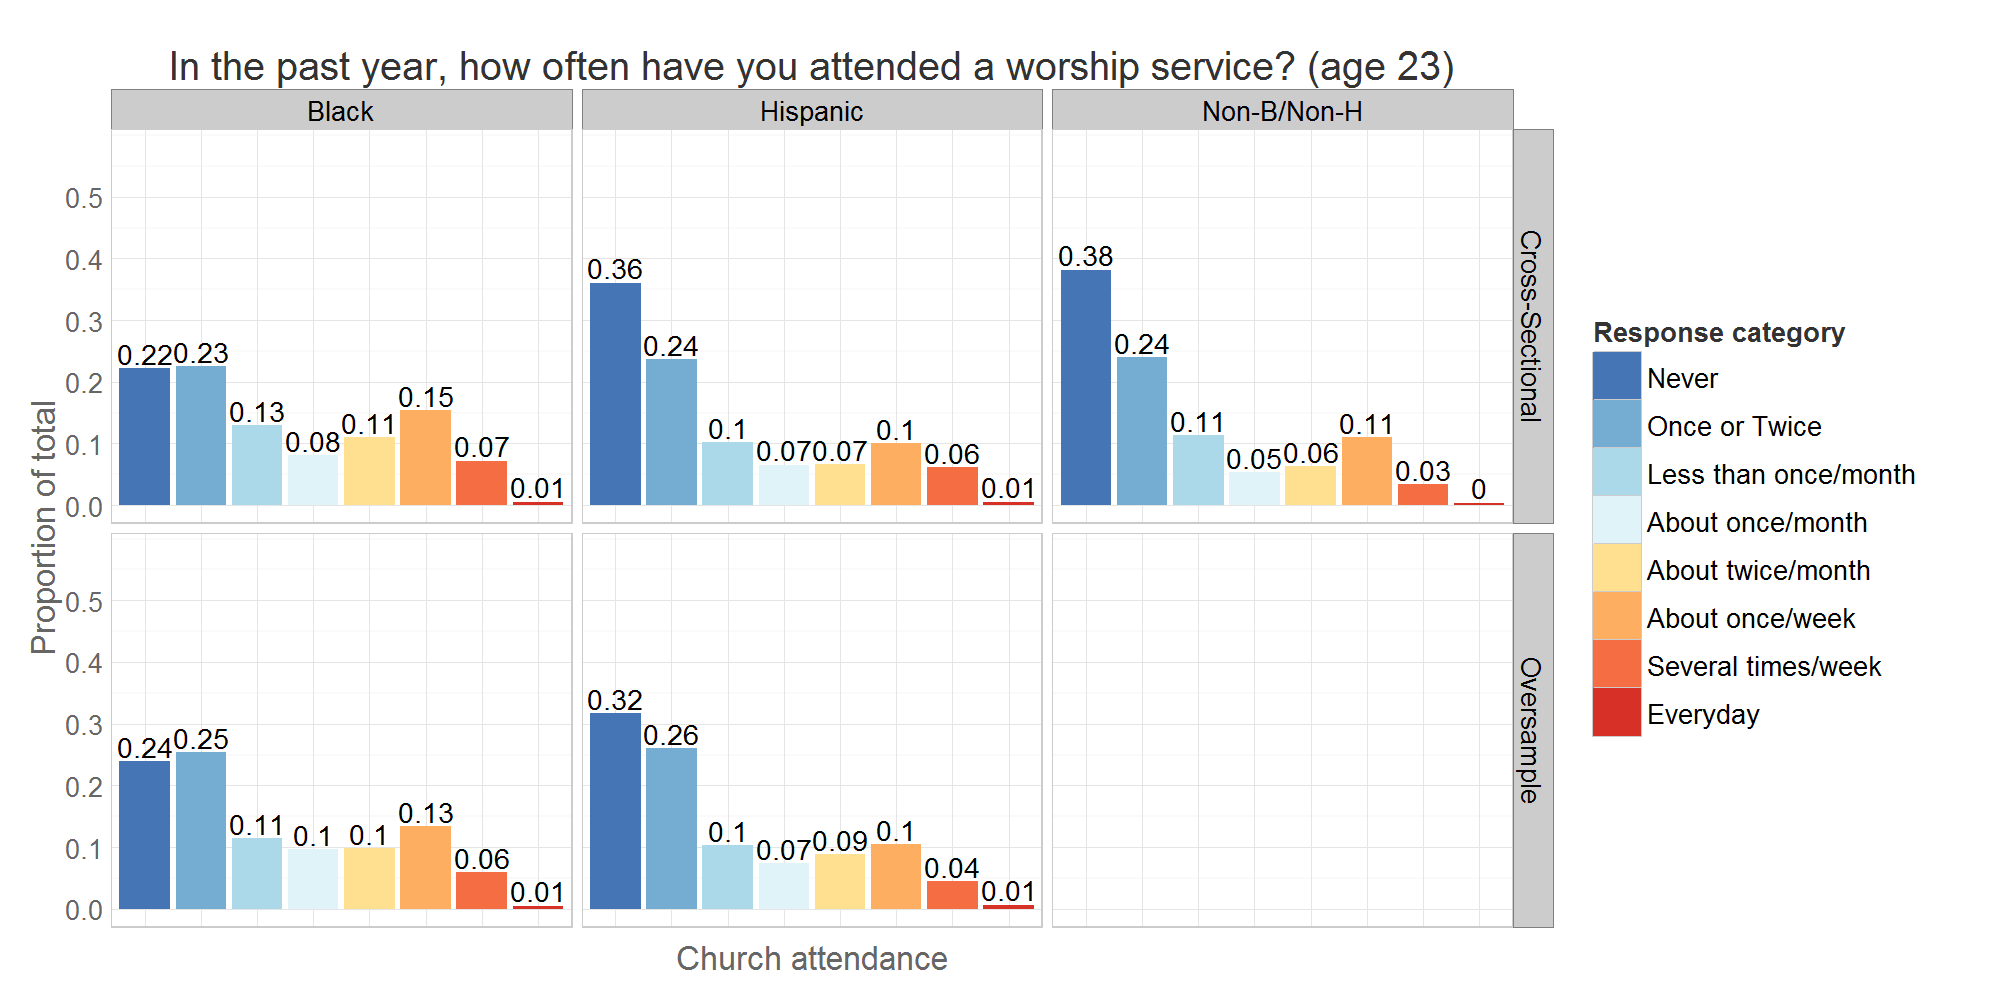 In the past year, how often have you attended a worship service? (age 23)
Black
Hispanic
Non-B/Non-H
Proportion of total
0.5
0.4
0.3
0.2
0.1
0.0
0.22 0.23 0.13 0.08 0.11 0.15 0.07 0.01
0.36 0.24 0.1 0.07 0.07 0.1 0.06 0.01
0.38 0.24 0.11 0.05 0.06 0.11 0.03 0
Cross-Sectional
0.5
0.4
0.3
0.2
0.1
0.0
0.24 0.25 0.11 0.1 0.1 0.13 0.06 0.01
0.32 0.26 0.1 0.07 0.09 0.1 0.04 0.01
Oversample
Church attendance
Response category
Never
Once or Twice
Less than once/month
About once/month
About twice/month
About once/week
Several times/week
Everyday